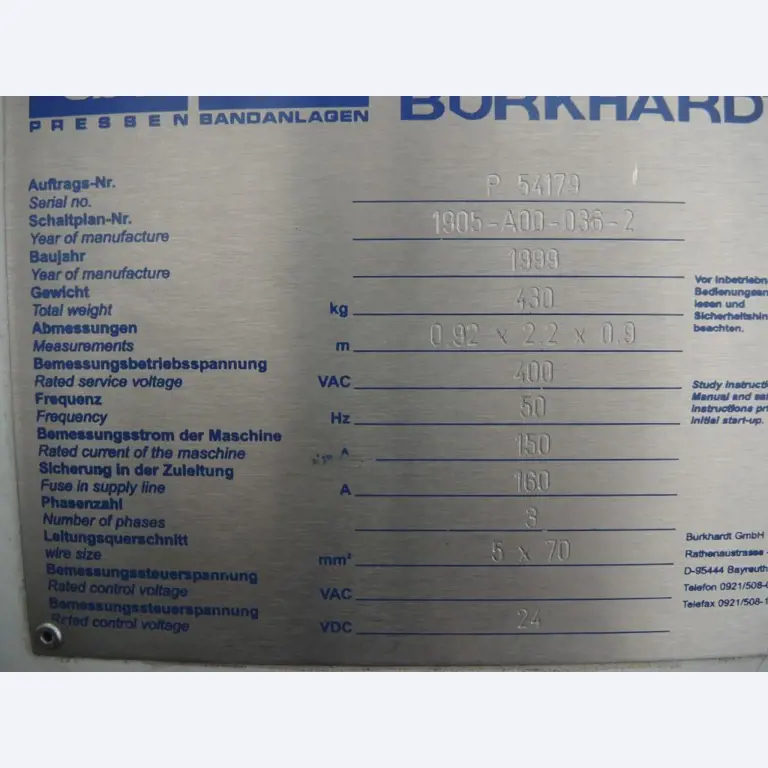 PRESSEN BANDANLAGEN BURKHARD
Auftrags-Nr. P 54179
Serial no.
Schaltplan-Nr. 1905-A00-036-2
Year of manufacture
Baujahr 1999
Year of manufacture
Gewicht 430
Total weight kg
Abmessungen 0.92 x 2.2 x 0.9
Measurements m
Bemessungsbetriebsspannung 400
Rated service voltage VAC
Frequenz 50
Frequency Hz
Bemessungsstrom der Maschine 150
Rated current of the maschine A
Sicherung in der Zuleitung 160
Fuse in supply line A
Phasenzahl 3
Number of phases
Leitungsquerschnitt 5 x 70
wire size mm²
Bemessungssteuerspannung
Rated control voltage VAC
Bemessungssteuerspannung 24
Rated control voltage VDC
Vor Inbetriebn
Bedienungsan
lesen und
Sicherheitshin
beachten.
Study Instructi
Manual and sa
instructions pr
initial start-up.
Burkhardt GmbH
Rathenaustrasse
D-95444 Bayreuth
Telefon 0921/508-
Telefax 0921/508-1